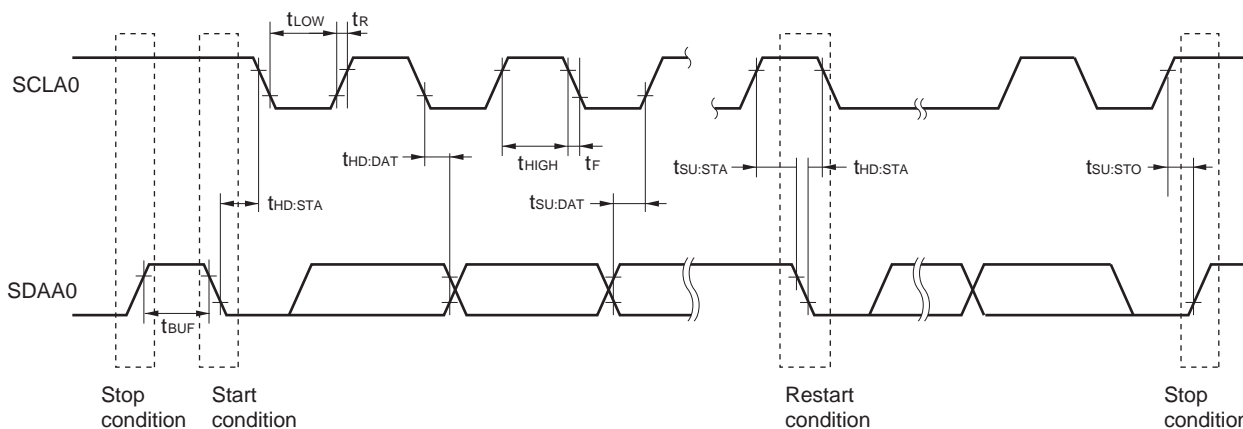 tLOW tR
SCLA0
tHD:DAT tHIGH tF tSU:STA tHD:STA tSU:STO
tHD:STA tSU:DAT
SDAA0
tBUF
Stop condition
Start condition
Restart condition
Stop condition